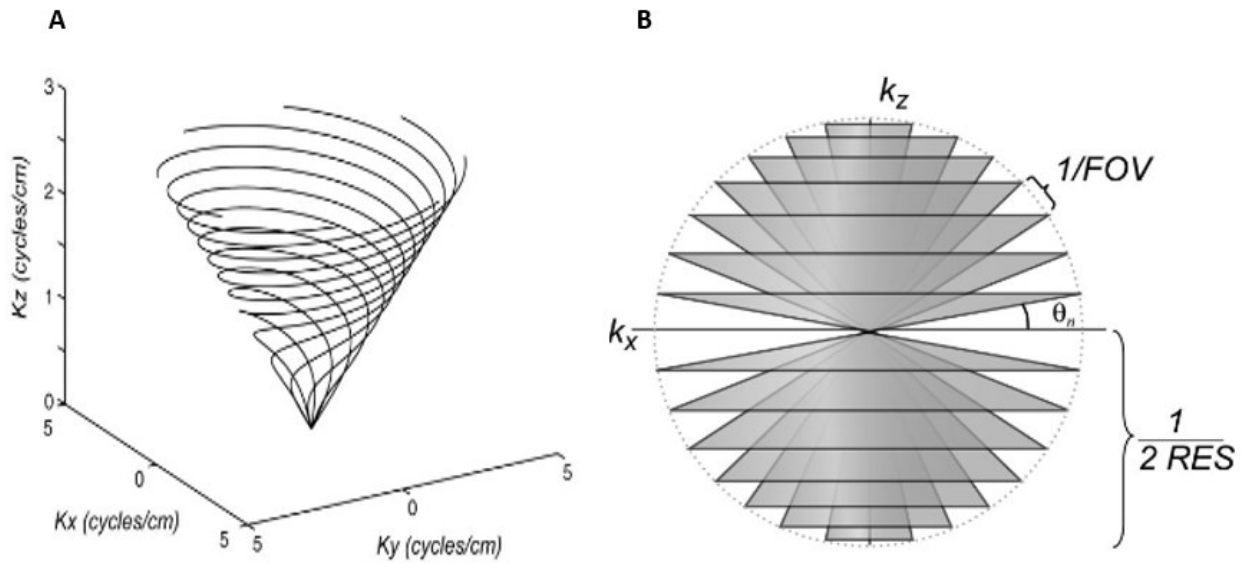 A
B
3
2
1
0
Kz (cycles/cm)
5
0
5
Kx (cycles/cm)
5
0
5
Ky (cycles/cm)
kz
1/FOV
θn
kx
1
2 RES